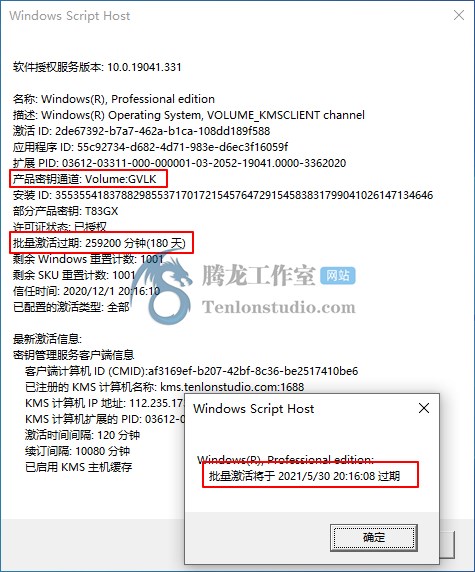 Windows Script Host
软件授权服务版本: 10.0.19041.331
名称: Windows(R), Professional edition
描述: Windows(R) Operating System, VOLUME_KMSCLIENT channel
激活 ID: 2de67392-b7a7-462a-b1ca-108dd189f588
应用程序 ID: 55c92734-d682-4d71-983e-d6ec3f16059f
扩展 PID: 03612-03311-000-000001-03-2052-19041.0000-3362020
产品密钥通道: Volume:GVLK
安装 ID: 355355418378829855371701721545764729154583831799041026147134646
部分产品密钥: T83GX
许可证状态: 已授权
批量激活过期: 259200 分钟(180 天)
剩余 Windows 重置计数: 1001
剩余 SKU 重置计数: 1001
信任时间: 2020/12/1 20:16:10
已配置的激活类型: 全部
腾龙工作室 网站
Tenlonstudio.com
最新激活信息:
密钥管理服务客户端信息
客户端计算机 ID (CMID):af3169ef-b207-42bf-8c36-be2517410be6
已注册的 KMS 计算机名称: kms.tenlonstudio.com:1688
KMS 计算机 IP 地址: 112.235.17
KMS 计算机扩展的 PID: 03612-0
激活时间间隔: 120 分钟
续订间隔: 10080 分钟
已启用 KMS 主机缓存
Windows Script Host
Windows(R), Professional edition:
批量激活将于 2021/5/30 20:16:08 过期
确定